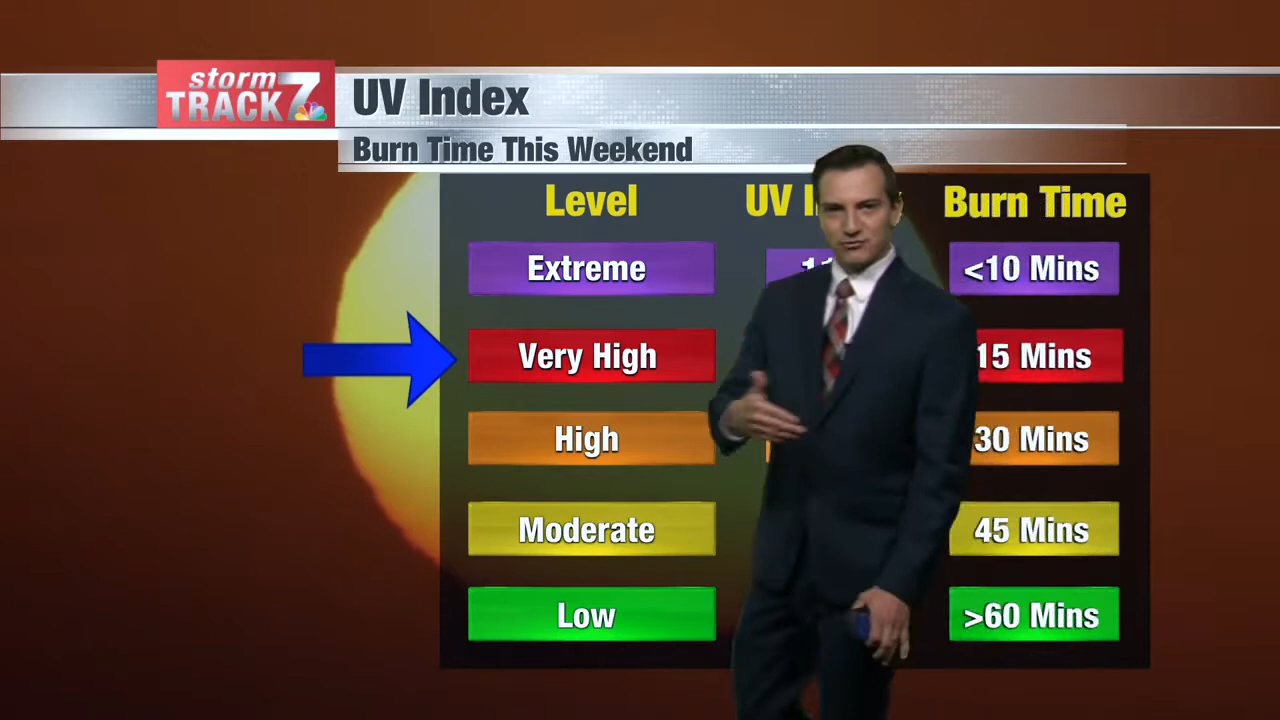 storm
TRACK 7
UV Index
Burn Time This Weekend
Level UV Burn Time
Extreme <10 Mins
Very High 15 Mins
High 30 Mins
Moderate 45 Mins
Low >60 Mins